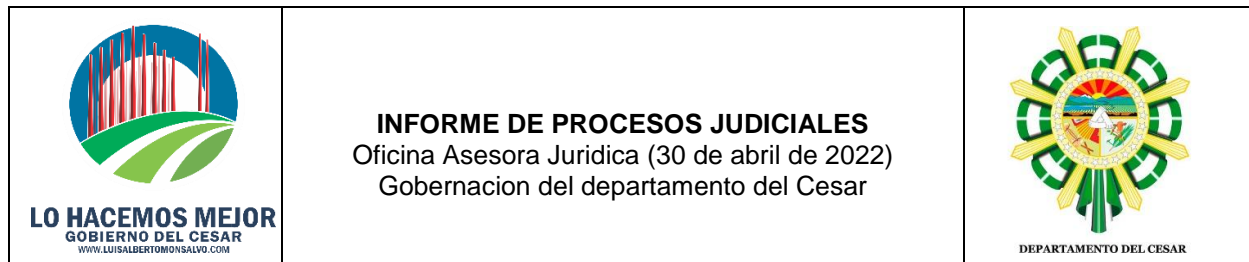 LO HACEMOS MEJOR
GOBIERNO DEL CESAR
WWW.LUISALBERTOMONSALVO.COM
INFORME DE PROCESOS JUDICIALES
Oficina Asesora Juridica (30 de abril de 2022)
Gobernacion del departamento del Cesar
DEPARTAMENTO DEL CESAR